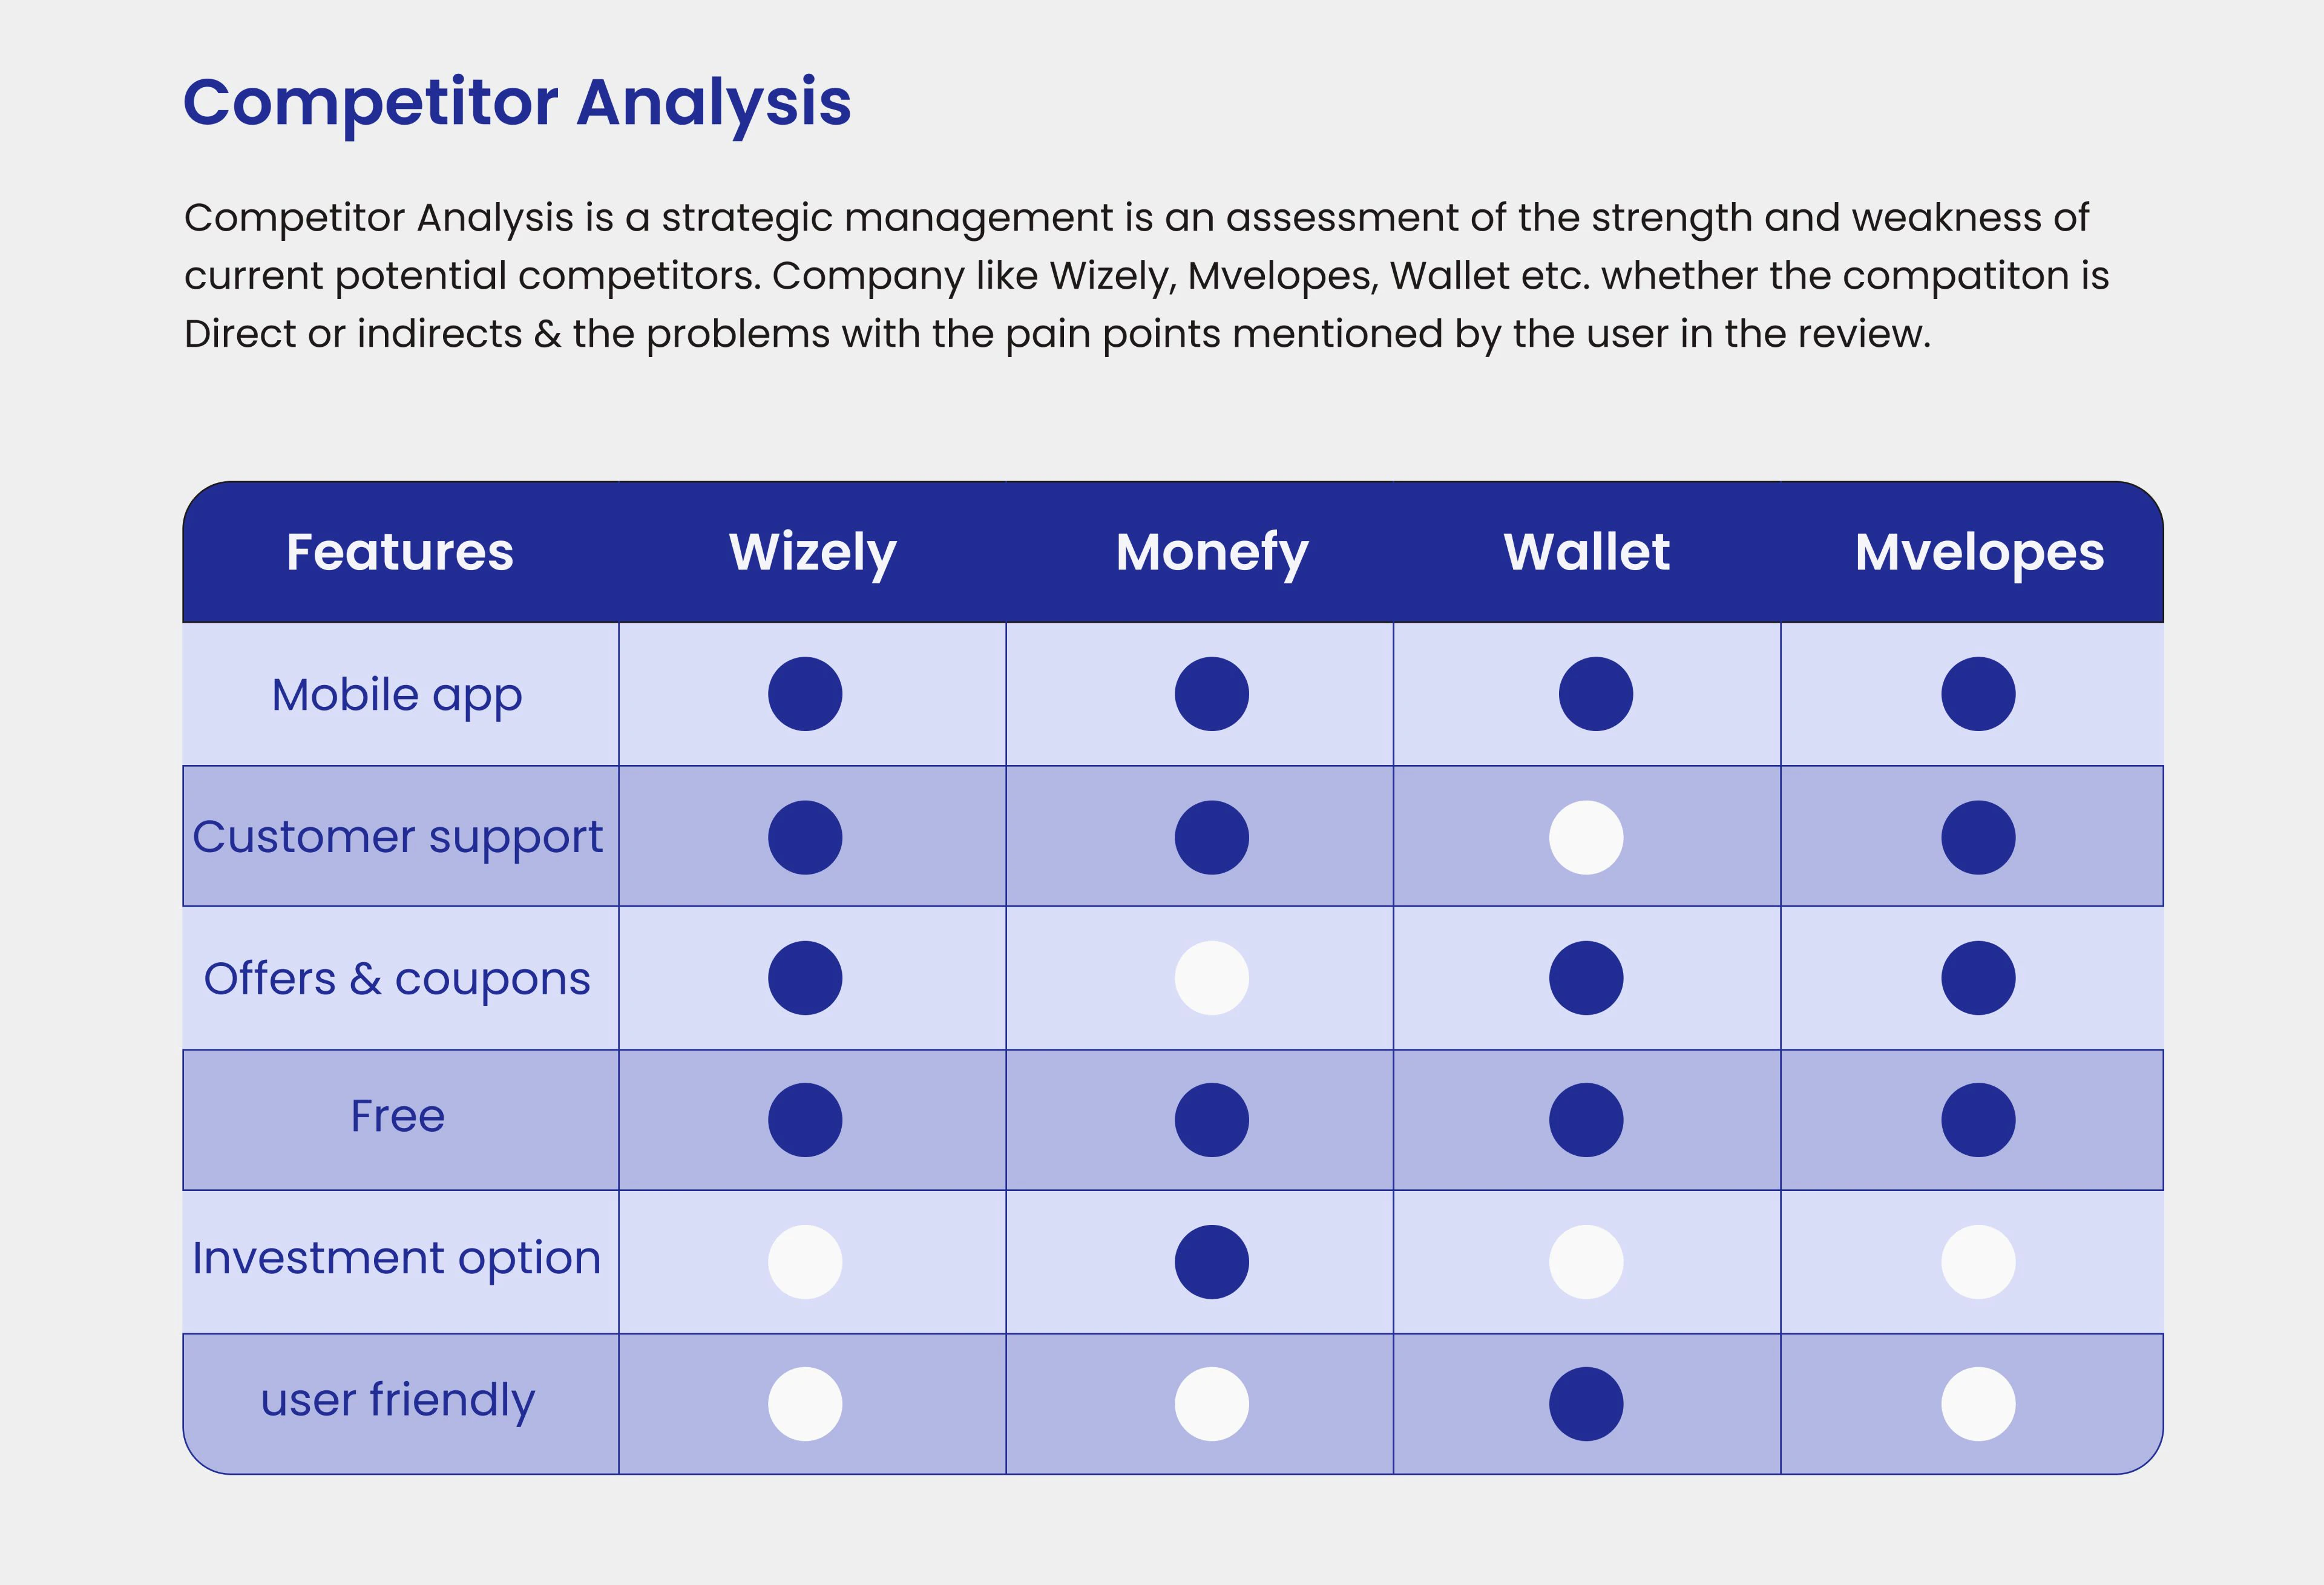 Competitor Analysis
Competitor Analysis is a strategic management is an assessment of the strength and weakness of
current potential competitors. Company like Wizely, Mvelopes, Wallet etc. whether the compatiton is
Direct or indirects & the problems with the pain points mentioned by the user in the review.
Features Wizely Monefy Wallet Mvelopes
Mobile app
Customer support
Offers & coupons
Free
Investment option
user friendly